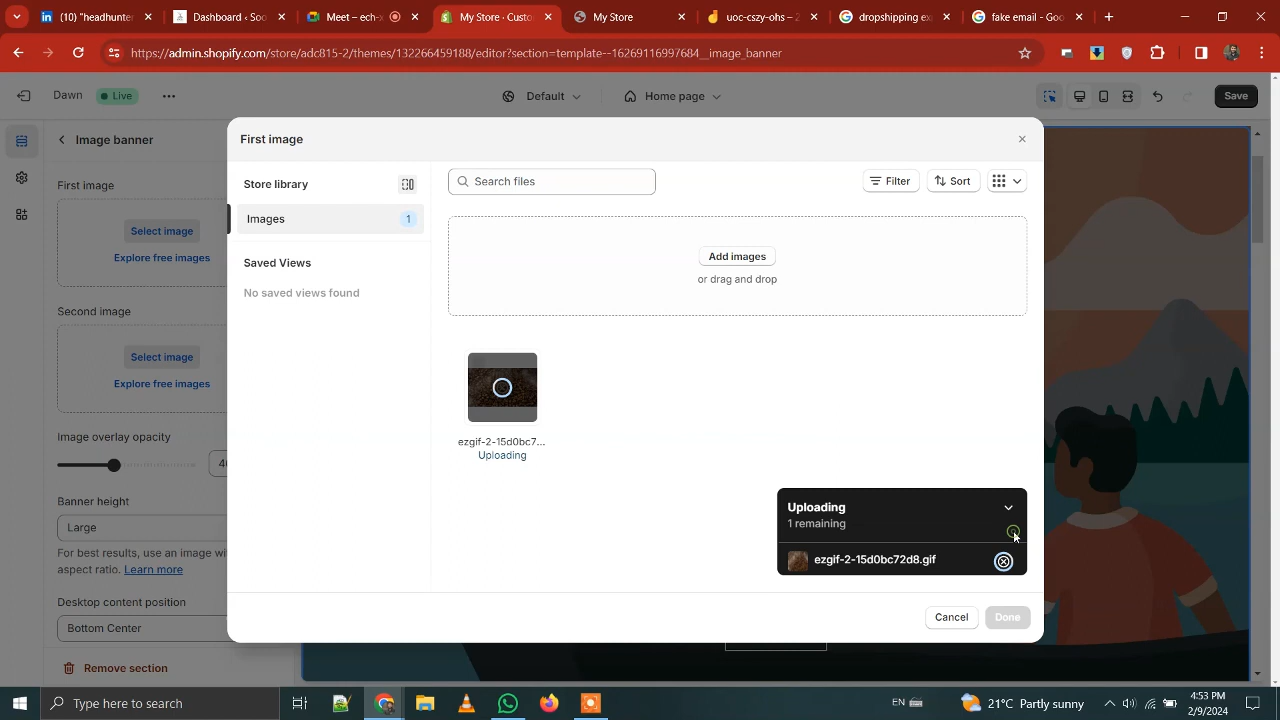 (20) "headhunter
Dashboard ‹ Soo
Meet – ech-x
My Store · Custo
My Store
uoc-cszy-ohs – 2
dropshipping ex
fake email - Goo
https://admin.shopify.com/store/adc815-2/themes/132266459188/editor?section=template--16269116997684__image_banner
Dawn
Live
Default
Home page
Save
Image banner
First image
Select image
Explore free images
Second image
Select image
Explore free images
Image overlay opacity
Banner height
Large
For best results, use an image wi
aspect ratio. Learn more
Desktop content position
Bottom Center
Remove section
First image
Store library
Images
1
Saved Views
No saved views found
Search files
Filter
Sort
Add images
or drag and drop
ezgif-2-15d0bc7...
Uploading
Uploading
1 remaining
ezgif-2-15d0bc72d8.gif
Cancel
Done
Type here to search
EN
21°C Partly sunny
4:53 PM
2/9/2024